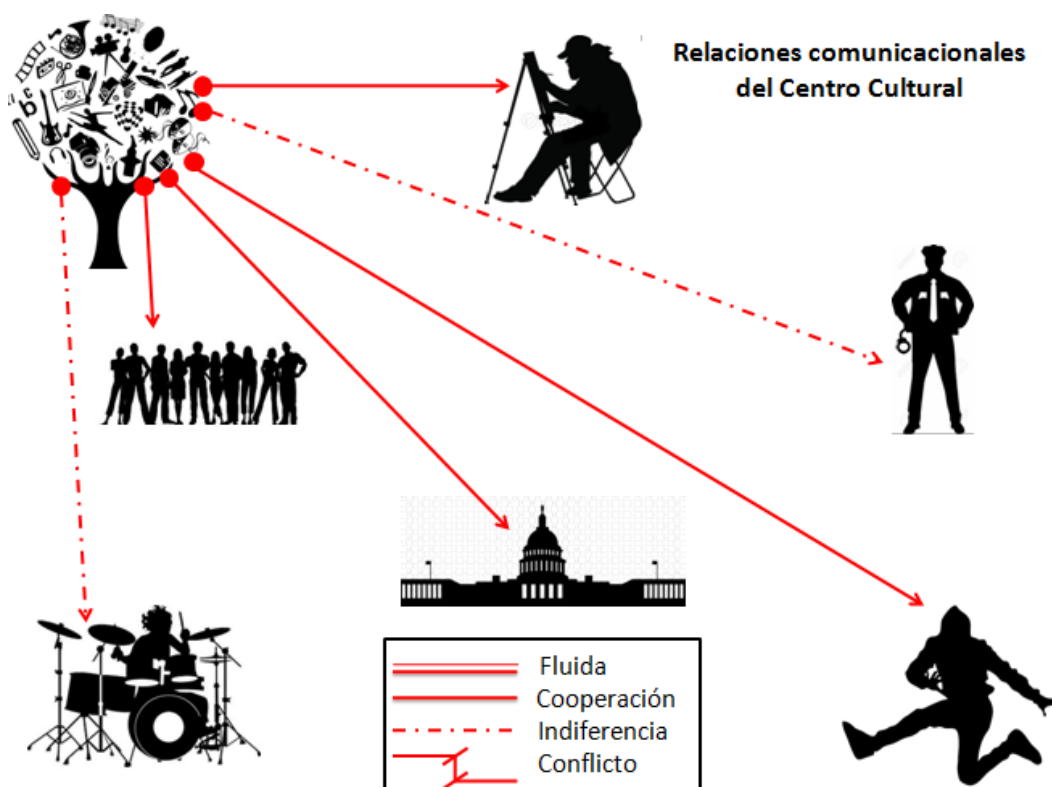 Relaciones comunicacionales
del Centro Cultural
Fluida
Cooperación
Indiferencia
Conflicto